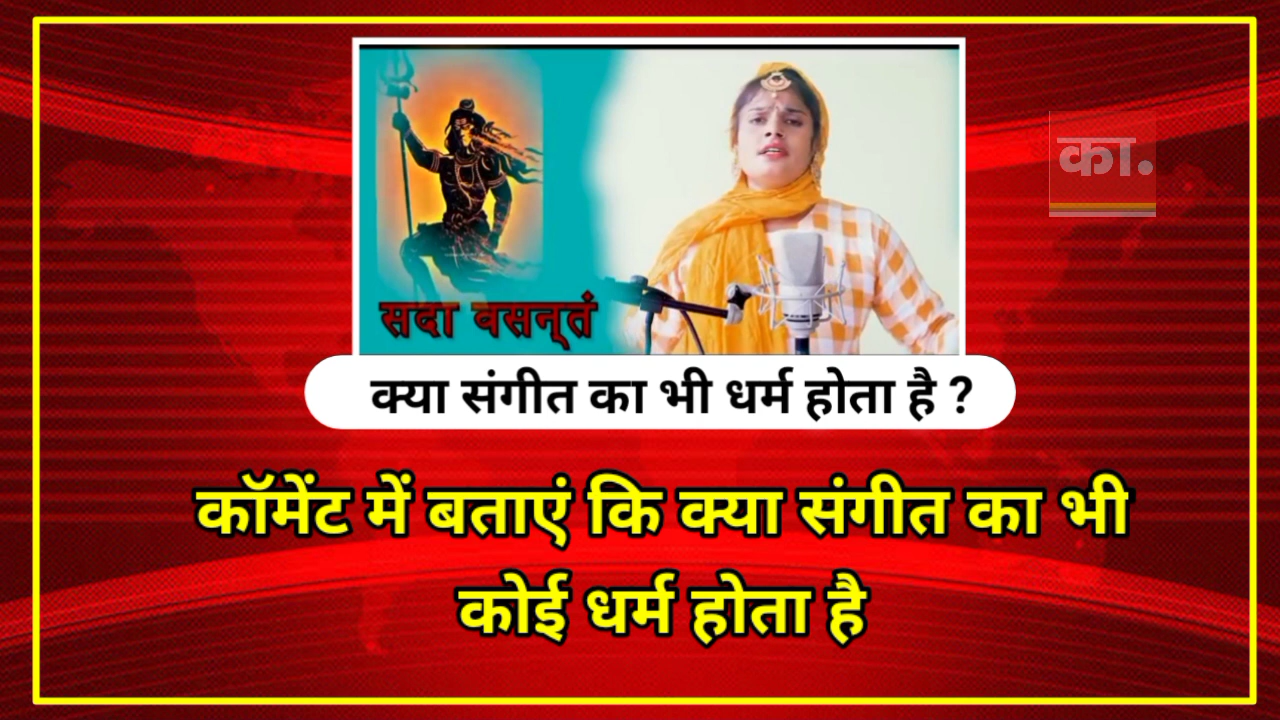 सदा वसन्तं
का.
क्या संगीत का भी धर्म होता है ?
कॉमेंट में बताएं कि क्या संगीत का भी
कोई धर्म होता है